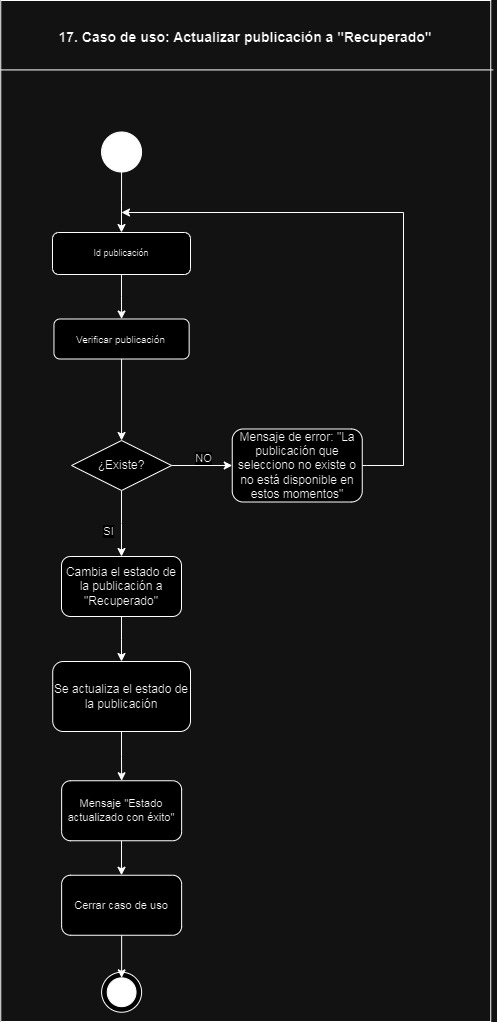 17. Caso de uso: Actualizar publicación a "Recuperado"
Id publicación
Verificar publicación
¿Existe?
NO
Mensaje de error: "La
publicación que
selecciono no existe o
no está disponible en
estos momentos"
SI
Cambia el estado de
la publicación a
"Recuperado"
Se actualiza el estado de
la publicación
Mensaje "Estado
actualizado con éxito"
Cerrar caso de uso